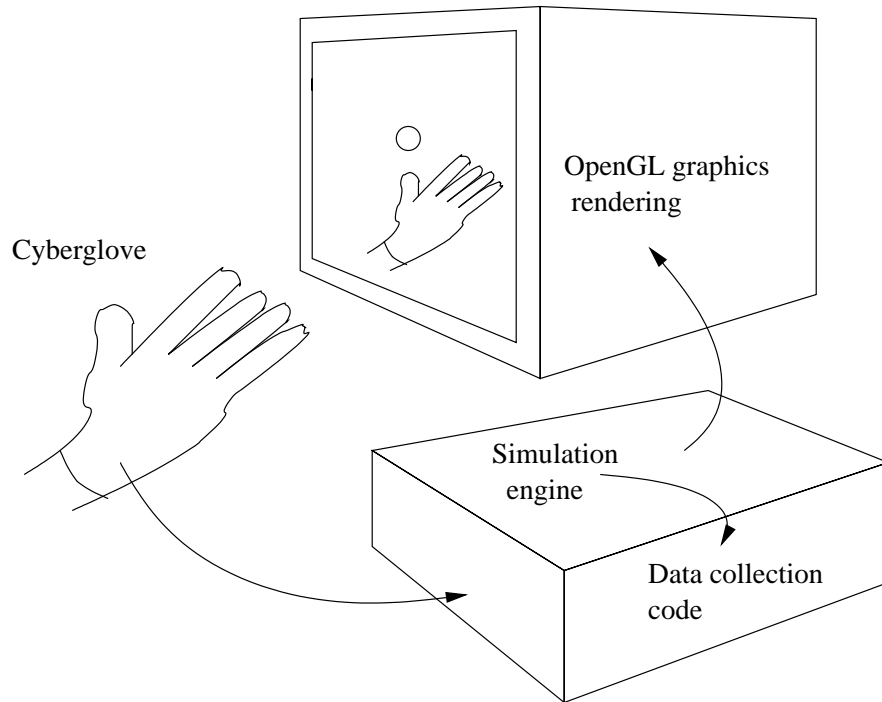 OpenGL graphics
rendering
Cyberglove
Simulation
engine
Data collection
code